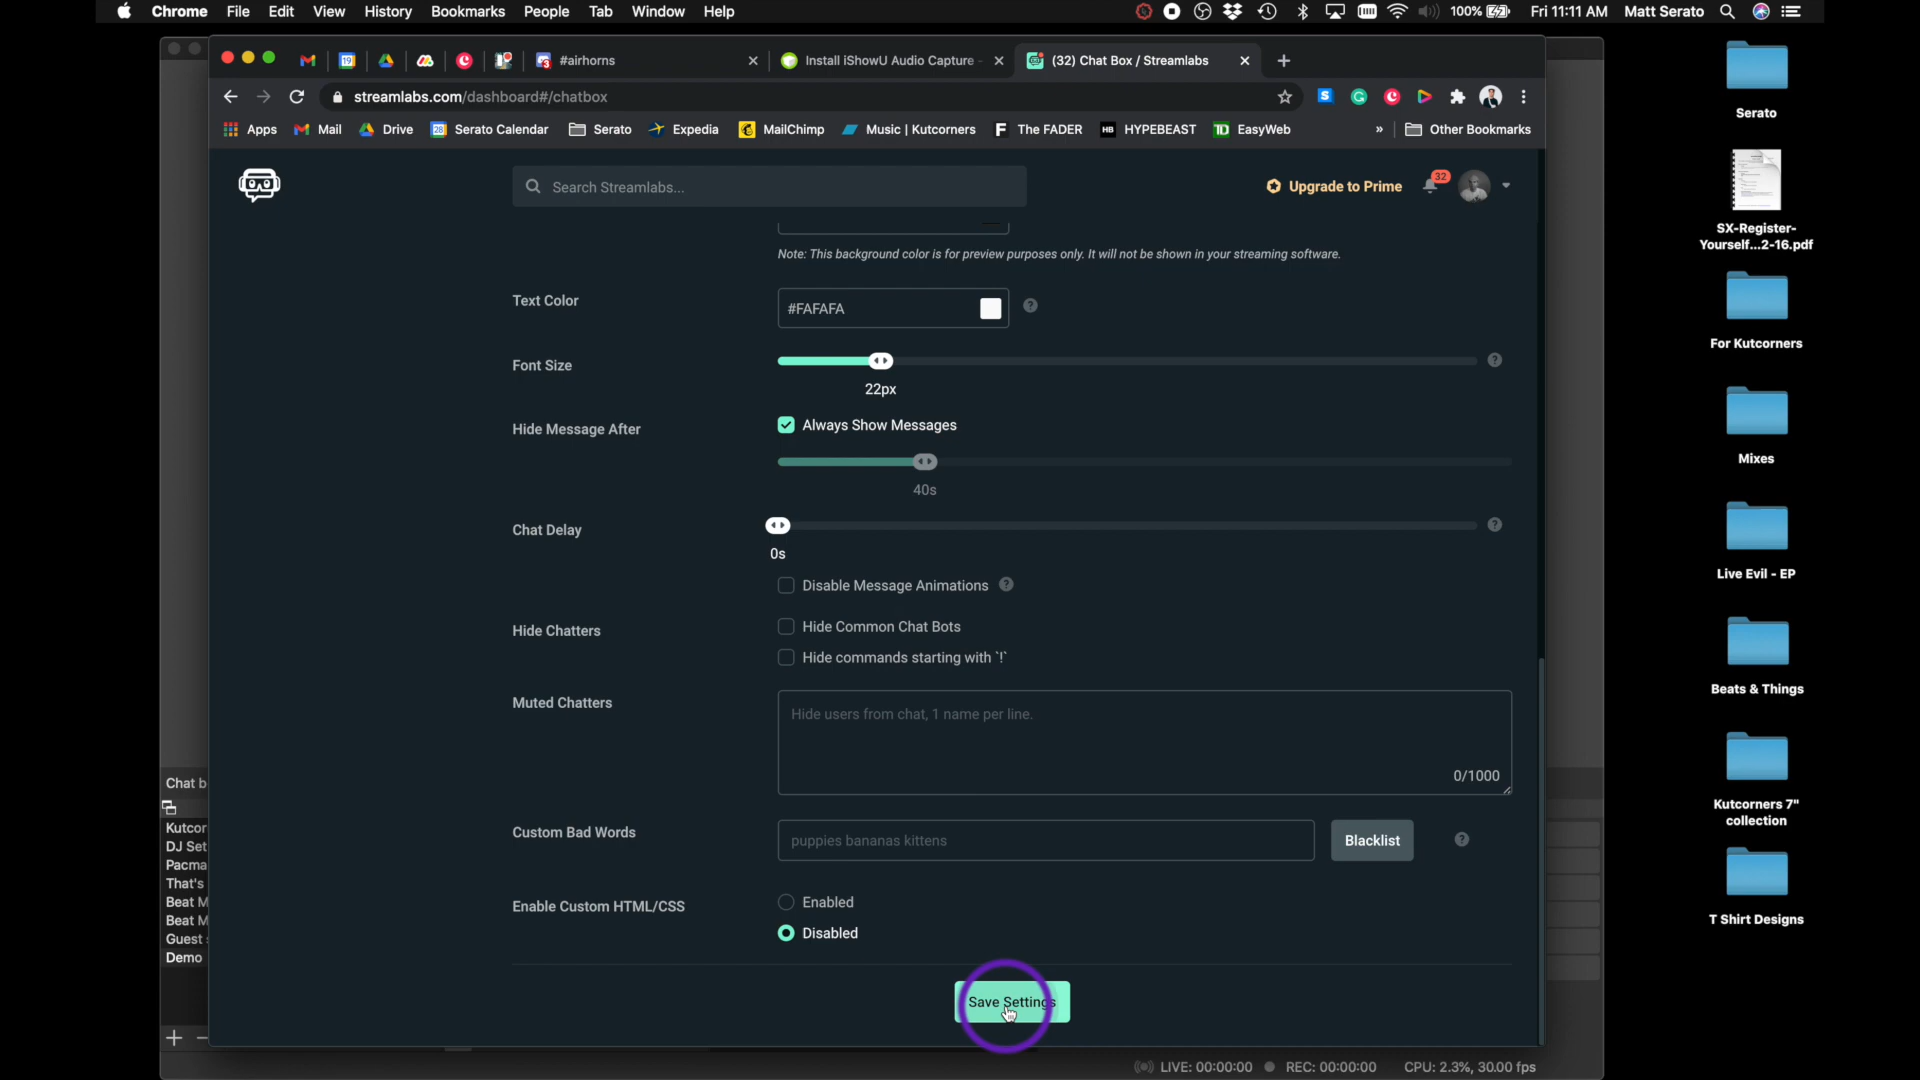 Chrome File Edit View History Bookmarks People Tab Window Help
100% Fri 11:11 AM Matt Serato
19 3 #airhorns Install iShowU Audio Capture - (32) Chat Box / Streamlabs
streamlabs.com/dashboard#/chatbox
Apps Mail Drive 28 Serato Calendar Serato Expedia MailChimp Music | Kutcorners F The FADER HB HYPEBEAST TD EasyWeb » Other Bookmarks
Search Streamlabs...
Upgrade to Prime 32
Note: This background color is for preview purposes only. It will not be shown in your streaming software.
Text Color
#FAFAFA
Font Size
22px
Hide Message After
Always Show Messages
40s
Chat Delay
0s
Disable Message Animations
Hide Chatters
Hide Common Chat Bots
Hide commands starting with `!`
Muted Chatters
Hide users from chat, 1 name per line.
0/1000
Custom Bad Words
puppies bananas kittens
Blacklist
Enable Custom HTML/CSS
Enabled
Disabled
Save Settings
Chat b
Kutcor
DJ Set
Pacma
That's
Beat M
Beat M
Guest
Demo
LIVE: 00:00:00 REC: 00:00:00 CPU: 2.3%, 30.00 fps
Serato
SX-Register-
Yourself...2-16.pdf
For Kutcorners
Mixes
Live Evil - EP
Beats & Things
Kutcorners 7"
collection
T Shirt Designs